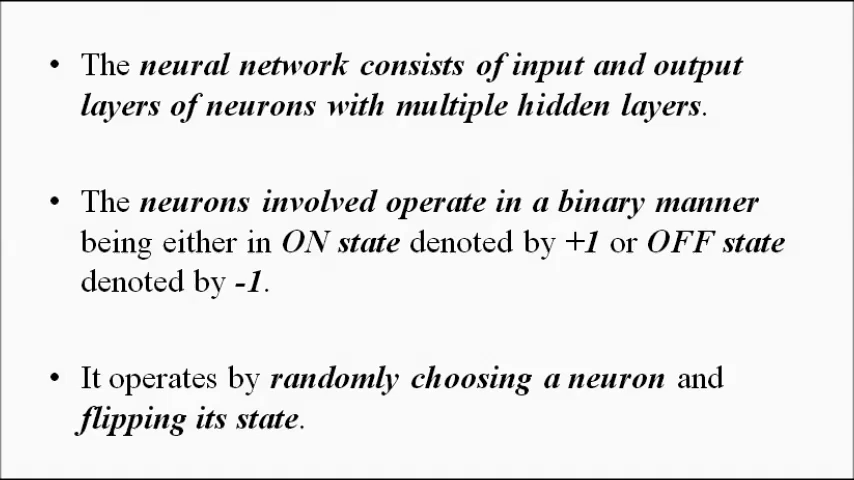 • The neural network consists of input and output
layers of neurons with multiple hidden layers.
• The neurons involved operate in a binary manner
being either in ON state denoted by +1 or OFF state
denoted by -1.
• It operates by randomly choosing a neuron and
flipping its state.